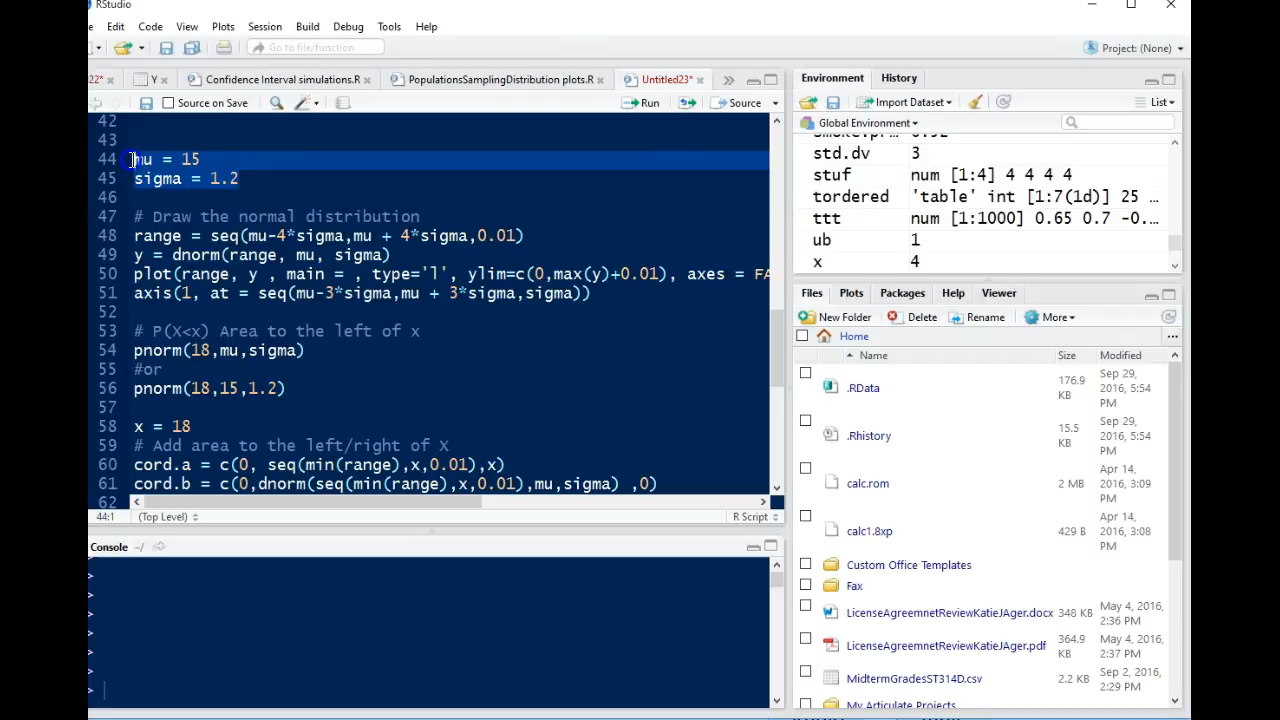 RStudio
Edit Code View Plots Session Build Debug Tools Help
Go to file/function
Project: (None)
22* × Y × Confidence Interval simulations.R × PopulationsSamplingDistribution plots.R × Untitled23* ×
Source on Save Run Source
42
43
44 mu = 15
45 sigma = 1.2
46
47 # Draw the normal distribution
48 range = seq(mu-4*sigma,mu + 4*sigma,0.01)
49 y = dnorm(range, mu, sigma)
50 plot(range, y , main = , type='l', ylim=c(0,max(y)+0.01), axes = FA
51 axis(1, at = seq(mu-3*sigma,mu + 3*sigma,sigma))
52
53 # P(X<x) Area to the left of x
54 pnorm(18,mu,sigma)
55 #or
56 pnorm(18,15,1.2)
57
58 x = 18
59 # Add area to the left/right of X
60 cord.a = c(0, seq(min(range),x,0.01),x)
61 cord.b = c(0,dnorm(seq(min(range),x,0.01),mu,sigma) ,0)
62
44:1 (Top Level) R Script
Console ~/
>
>
>
>
>
>
>
Environment History
Import Dataset List
Global Environment
std.dv 3
stuf num [1:4] 4 4 4 4
tordered 'table' int [1:7(1d)] 25 ...
ttt num [1:1000] 0.65 0.7 -0....
ub 1
x 4
Files Plots Packages Help Viewer
New Folder Delete Rename More
Home
Name Size Modified
.RData 176.9 KB Sep 29, 2016, 5:54 PM
.Rhistory 15.5 KB Sep 29, 2016, 5:54 PM
calc.rom 2 MB Apr 14, 2016, 3:09 PM
calc1.8xp 429 B Apr 14, 2016, 3:08 PM
Custom Office Templates
Fax
LicenseAgreemnetReviewKatieJAger.docx 348 KB May 4, 2016, 2:36 PM
LicenseAgreemnetReviewKatieJAger.pdf 364.9 KB May 4, 2016, 2:37 PM
MidtermGradesST314D.csv 2.2 KB Sep 2, 2016, 2:29 PM
My Articulate Projects